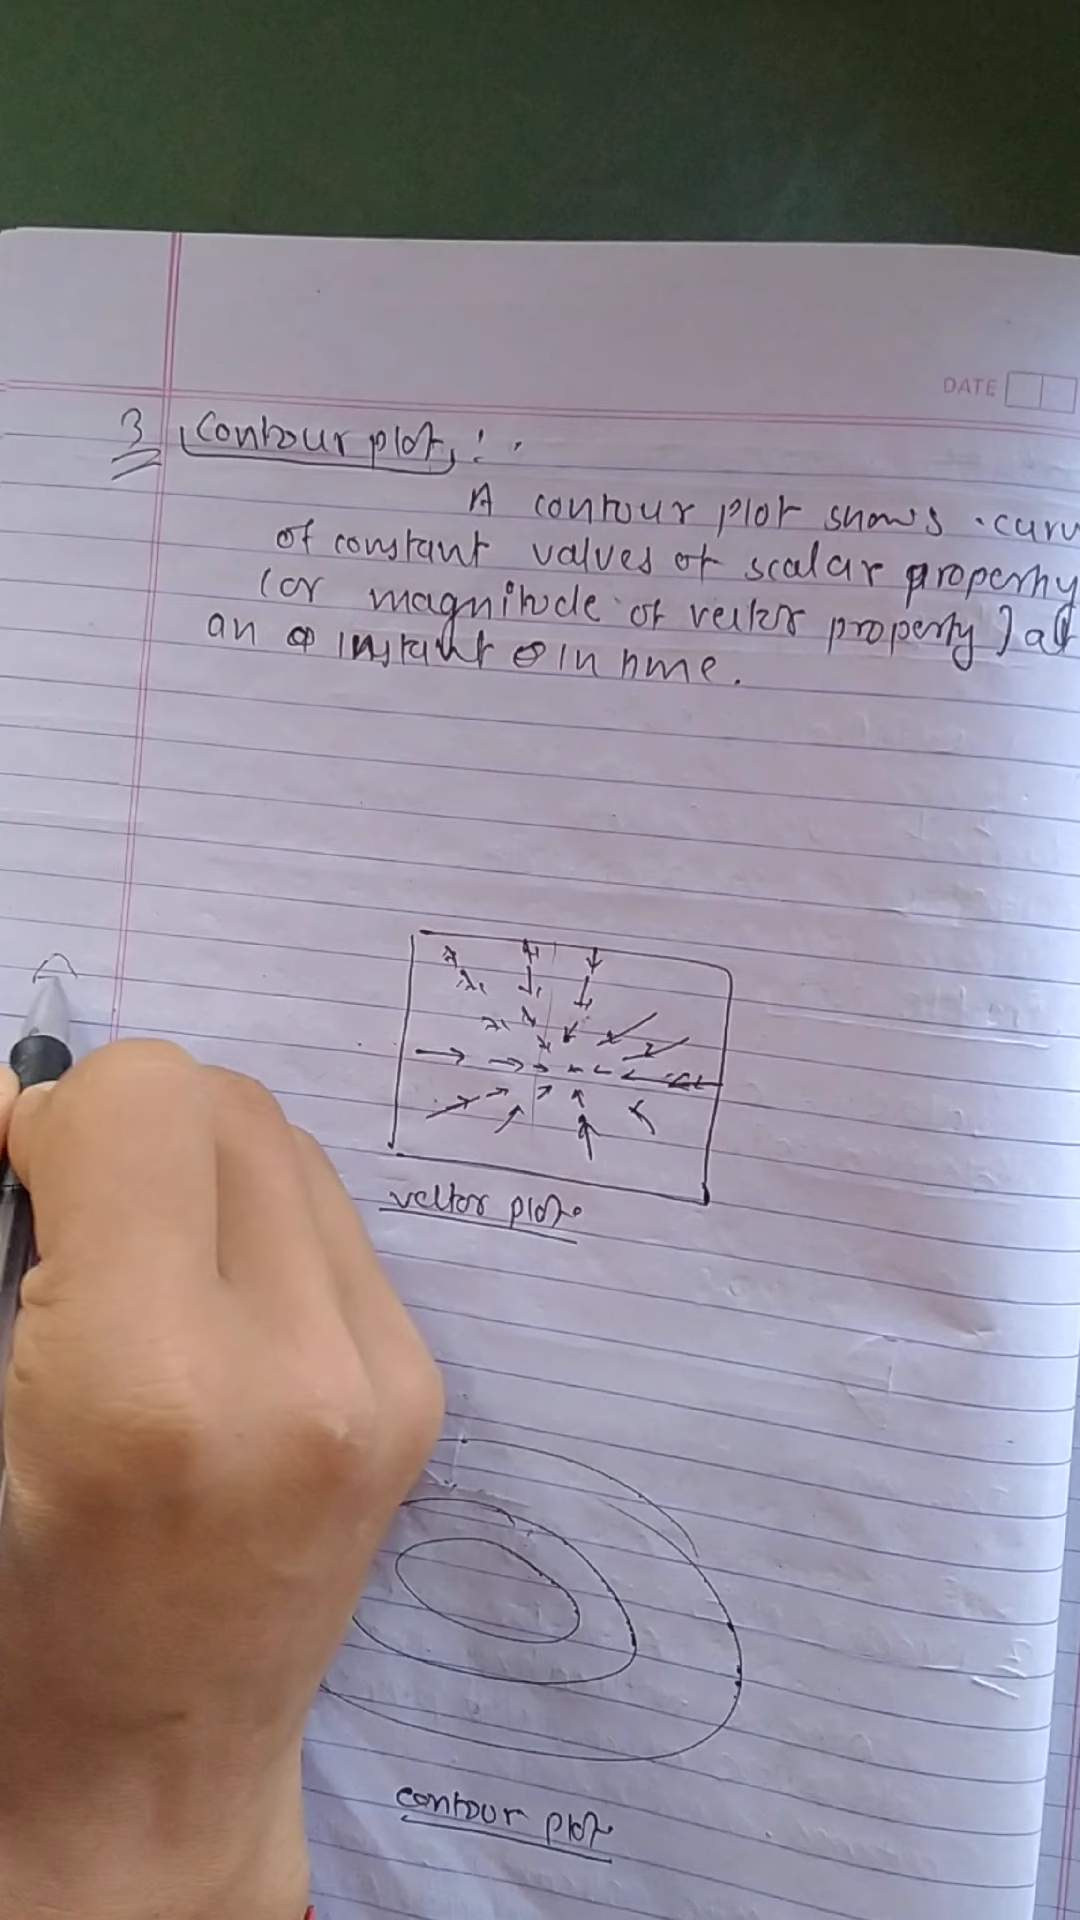 DATE
3 Contour plot :
A contour plot shows curv
of constant values of scalar property
(or magnitude of vector property) at
an instant in time.
vector plot
contour plot